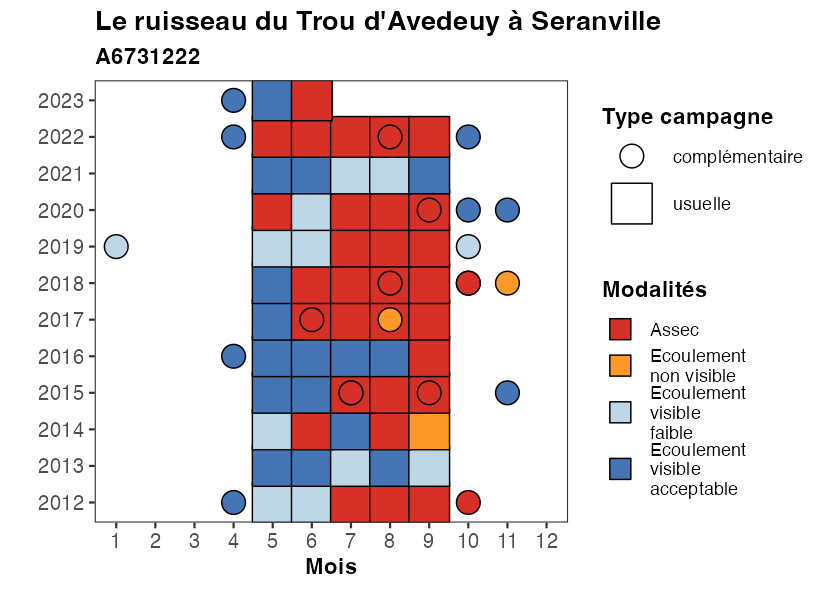 Le ruisseau du Trou d'Avedeuy à Seranville
A6731222
2023
2022
2021
2020
2019
2018
2017
2016
2015
2014
2013
2012
1 2 3 4 5 6 7 8 9 10 11 12
Mois
Type campagne
complémentaire
usuelle
Modalités
Assec
Ecoulement
non visible
Ecoulement
visible
faible
Ecoulement
visible
acceptable